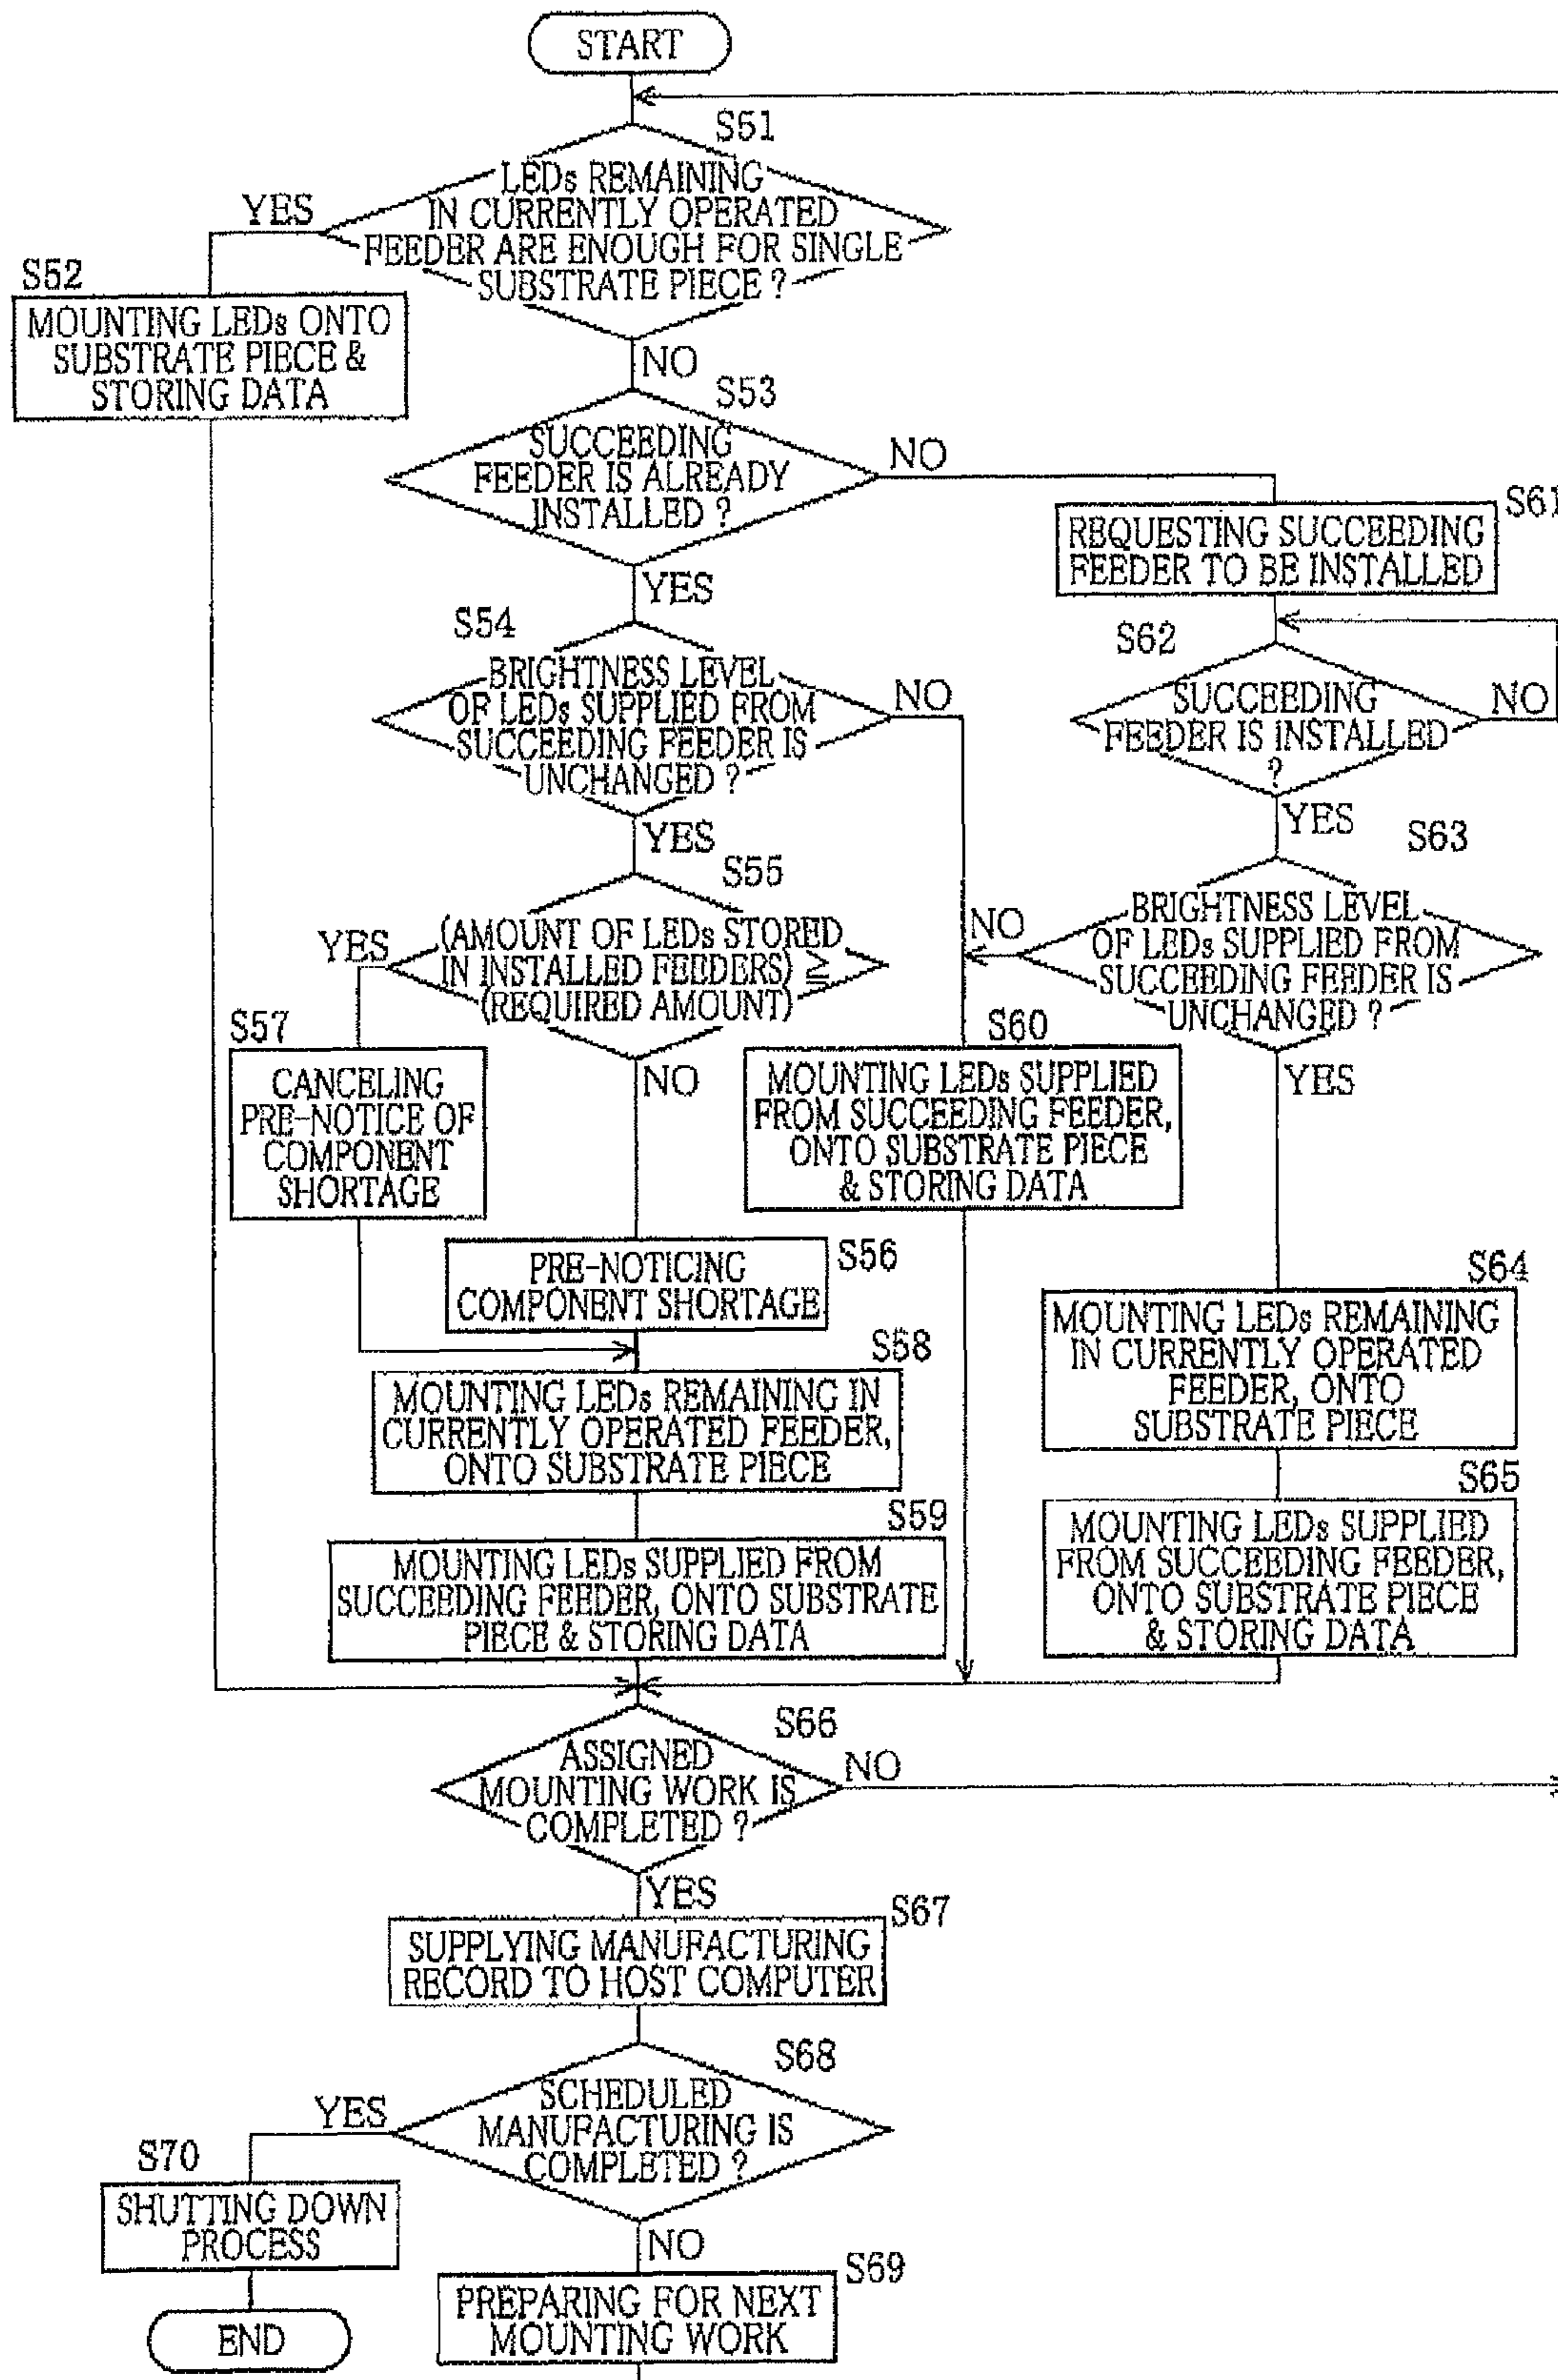 START
S51
LEDs REMAINING
IN CURRENTLY OPERATED
FEEDER ARE ENOUGH FOR SINGLE
SUBSTRATE PIECE ?
YES
S52
MOUNTING LEDs ONTO
SUBSTRATE PIECE &
STORING DATA
NO
S53
SUCCEEDING
FEEDER IS ALREADY
INSTALLED ?
NO
S61
REQUESTING SUCCEEDING
FEEDER TO BE INSTALLED
YES
S54
BRIGHTNESS LEVEL
OF LEDs SUPPLIED FROM
SUCCEEDING FEEDER IS
UNCHANGED ?
NO
S62
SUCCEEDING
FEEDER IS INSTALLED
?
NO
YES
YES
S63
BRIGHTNESS LEVEL
OF LEDs SUPPLIED FROM
SUCCEEDING FEEDER IS
UNCHANGED ?
NO
YES
S55
(AMOUNT OF LEDs STORED
IN INSTALLED FEEDERS) ≧
(REQUIRED AMOUNT)
YES
NO
S57
CANCELING
PRE-NOTICE OF
COMPONENT
SHORTAGE
S60
MOUNTING LEDs SUPPLIED
FROM SUCCEEDING FEEDER,
ONTO SUBSTRATE PIECE
& STORING DATA
S56
PRE-NOTICING
COMPONENT SHORTAGE
S64
MOUNTING LEDs REMAINING
IN CURRENTLY OPERATED
FEEDER, ONTO
SUBSTRATE PIECE
S58
MOUNTING LEDs REMAINING IN
CURRENTLY OPERATED FEEDER,
ONTO SUBSTRATE PIECE
S65
MOUNTING LEDs SUPPLIED
FROM SUCCEEDING FEEDER,
ONTO SUBSTRATE PIECE
& STORING DATA
S59
MOUNTING LEDs SUPPLIED FROM
SUCCEEDING FEEDER, ONTO SUBSTRATE
PIECE & STORING DATA
S66
ASSIGNED
MOUNTING WORK IS
COMPLETED ?
NO
YES
S67
SUPPLYING MANUFACTURING
RECORD TO HOST COMPUTER
S68
SCHEDULED
MANUFACTURING IS
COMPLETED ?
YES
S70
SHUTTING DOWN
PROCESS
END
NO
S69
PREPARING FOR NEXT
MOUNTING WORK